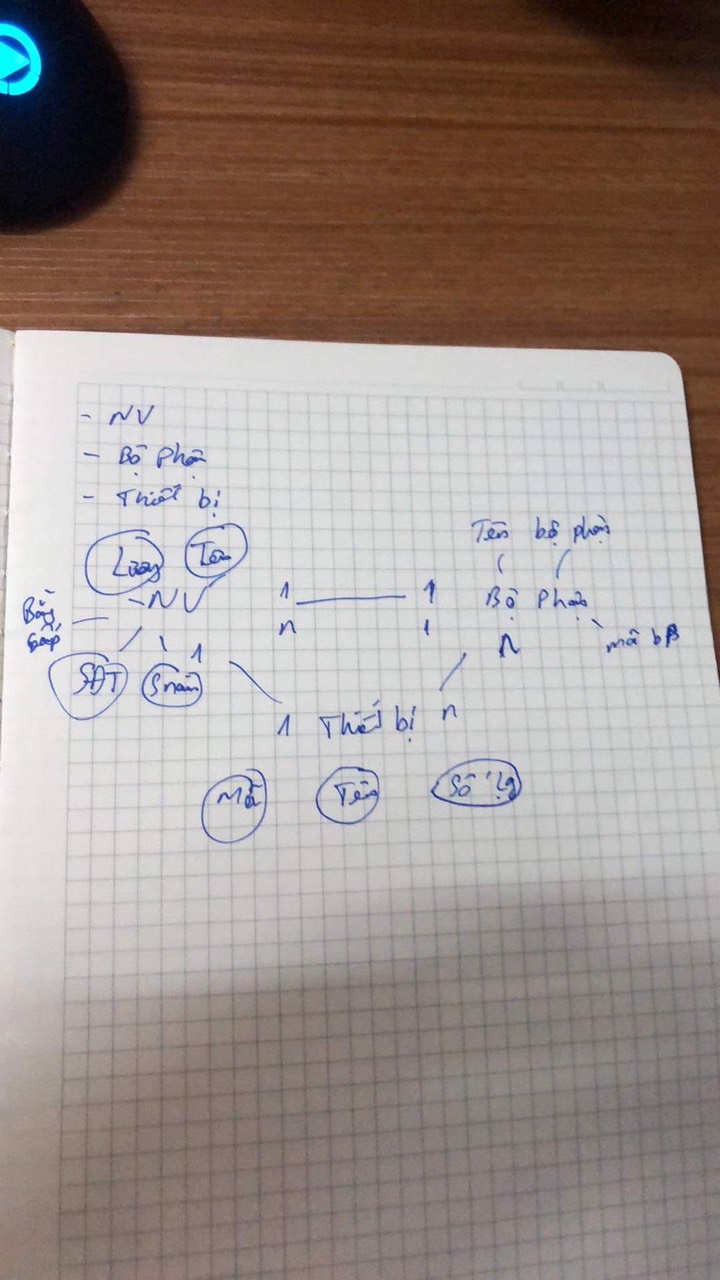 - NV
- Bộ Phận
- Thiết bị
Lương Tên
Tên bộ phận
Bằng cấp
- NV 1 1 Bộ Phận
n 1
mã bp
SĐT Snăm 1 N
1 Thiết bị n
Mã Tên Số lg